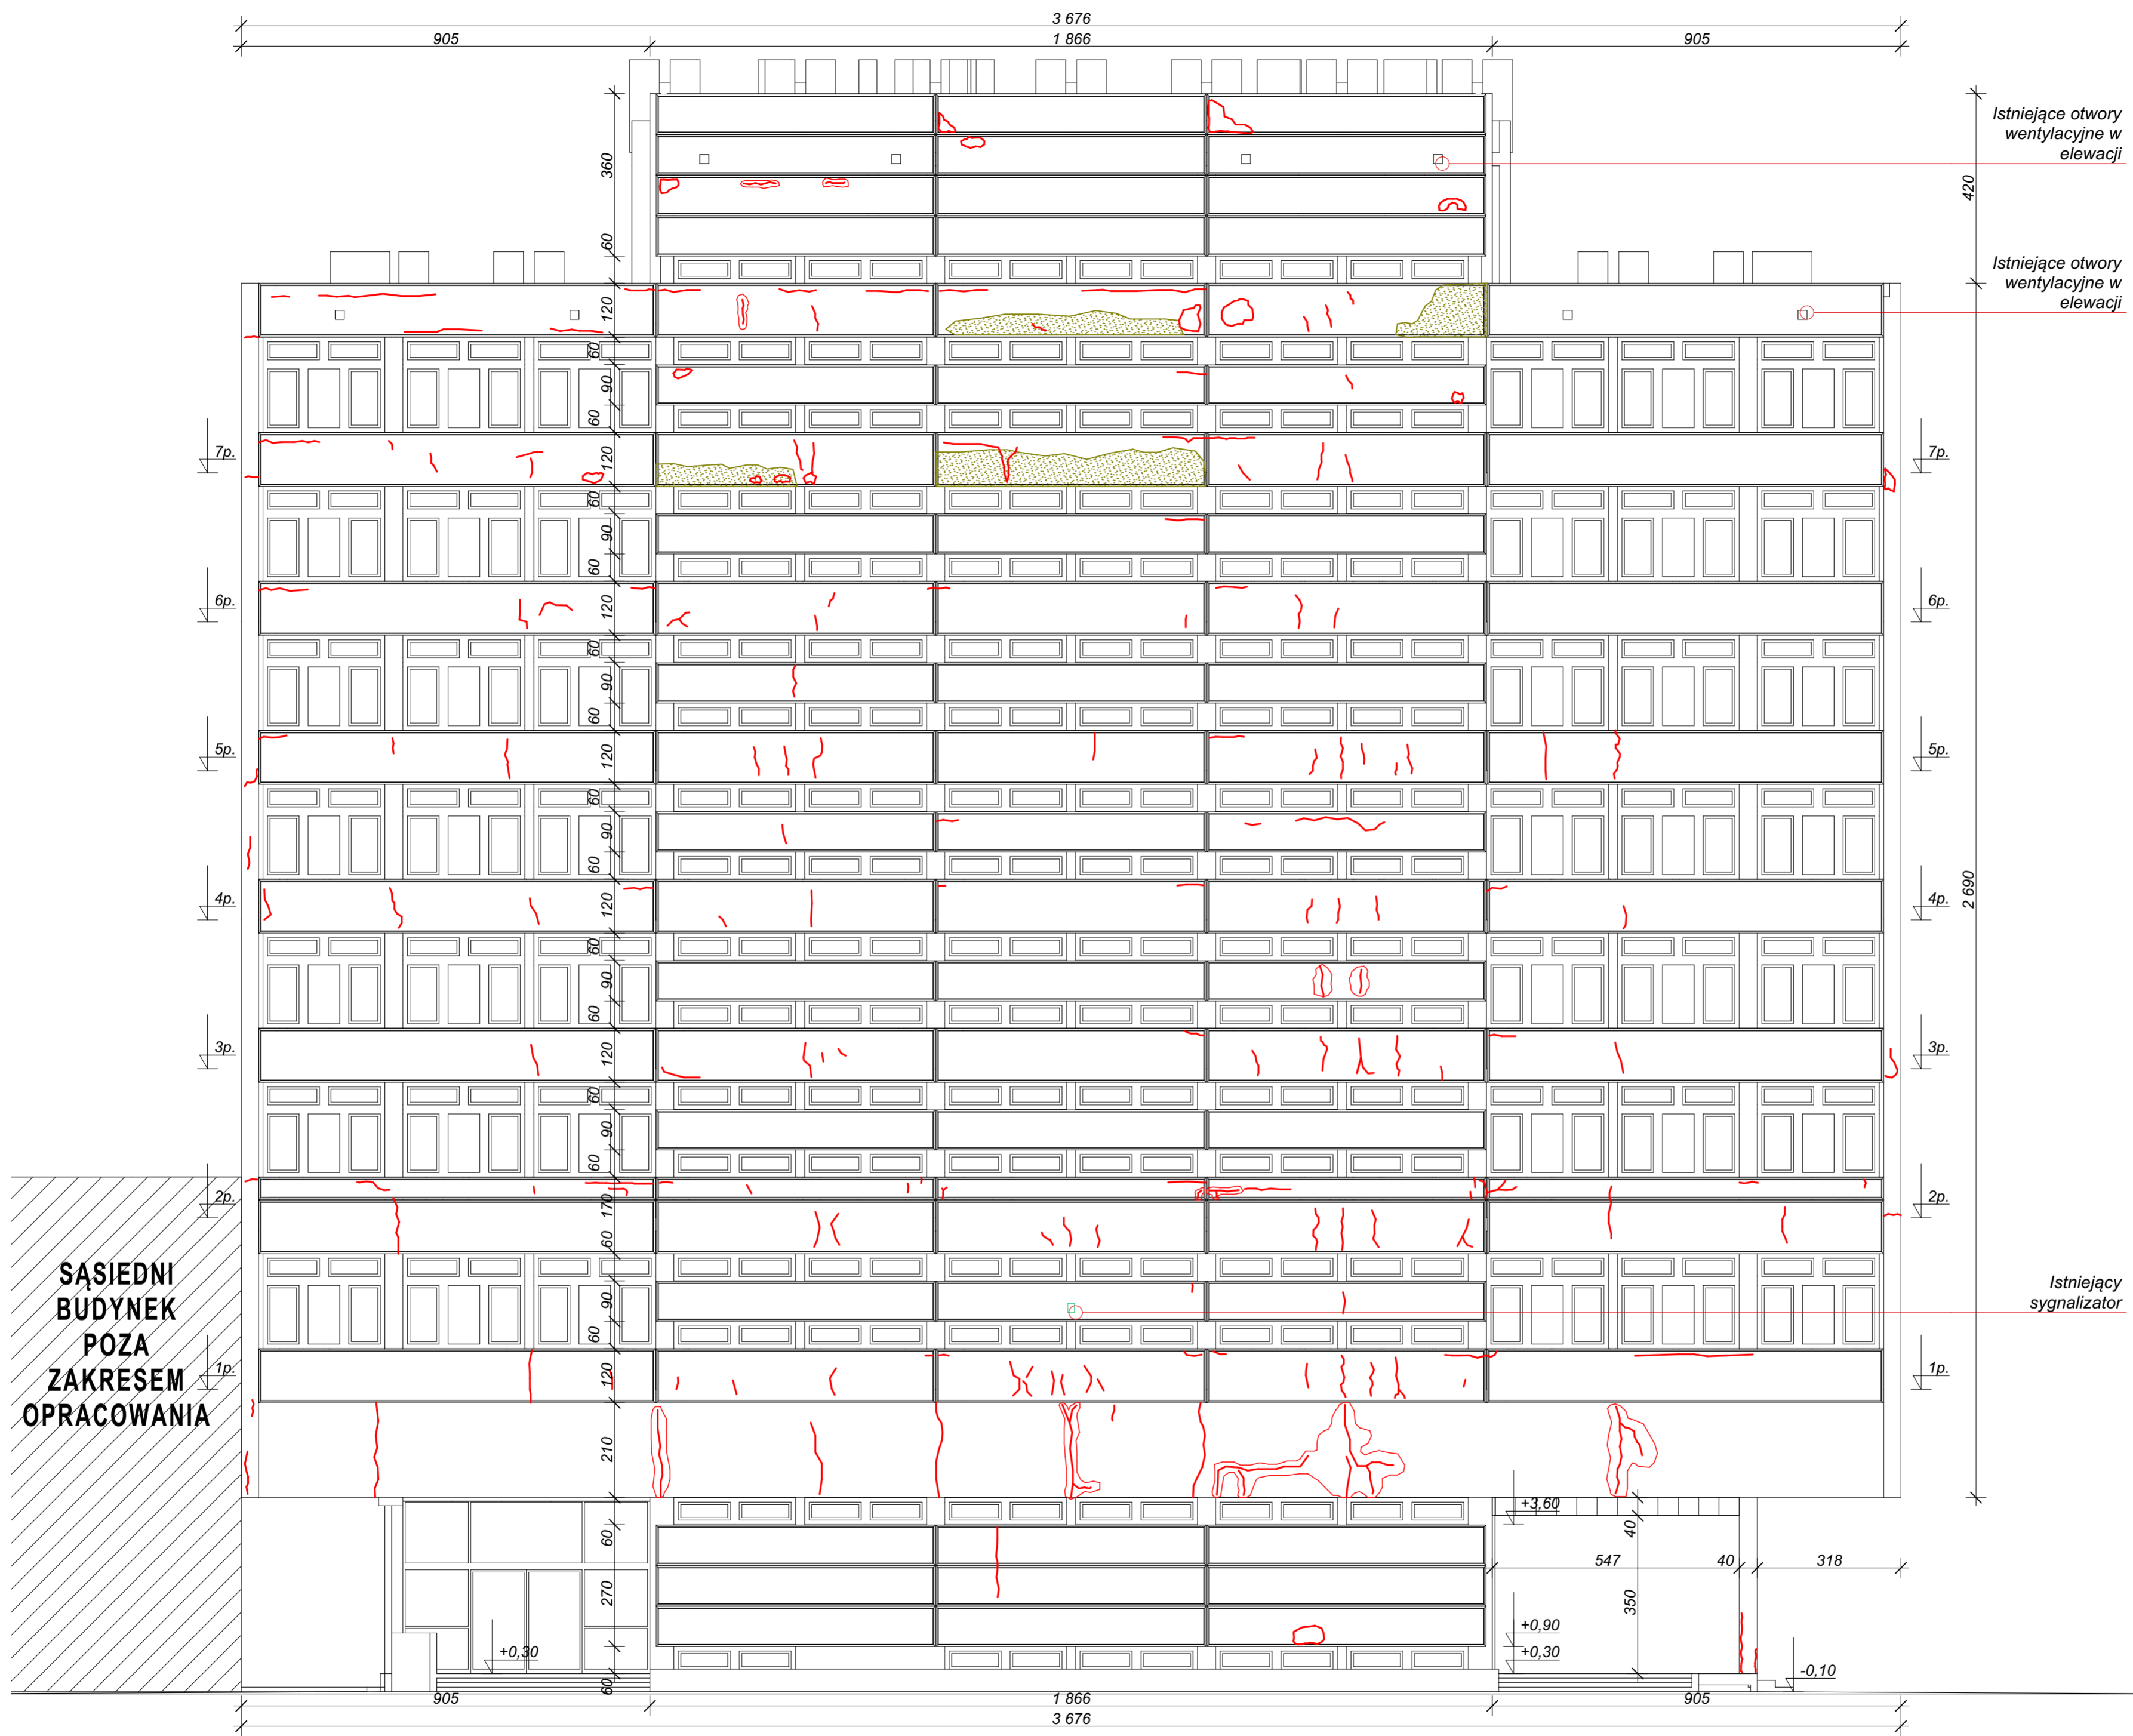 3 676
905
1 866
905
Istniejące otwory
wentylacyjne w
elewacji
360
420
60
Istniejące otwory
wentylacyjne w
elewacji
120
60
90
60
7p.
120
7p.
60
90
60
6p.
120
6p.
60
90
60
5p.
120
5p.
60
90
60
4p.
120
4p.
2 690
60
90
60
3p.
120
3p.
60
90
60
2p.
170
2p.
60
SĄSIEDNI
BUDYNEK
POZA
ZAKRESEM
OPRACOWANIA
Istniejący
sygnalizator
90
60
1p.
120
1p.
210
+3,60
60
40
547
40
318
270
350
+0,90
+0,30
+0,30
-0,10
60
905
1 866
905
3 676